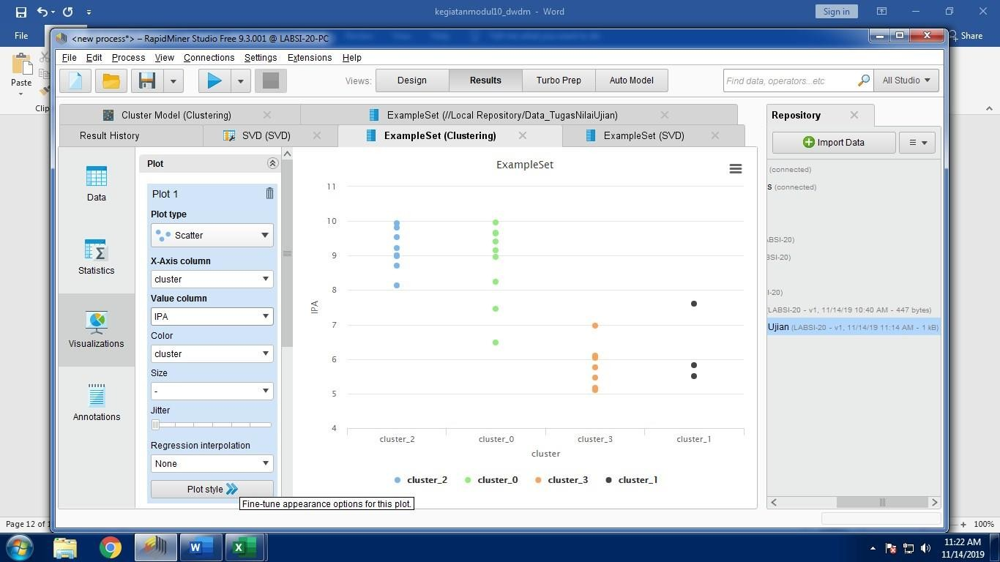 kegiatanmodul10_dwdm - Word
Sign in
File
Share
Paste
Clip
<new process*> – RapidMiner Studio Free 9.3.001 @ LABSI-20-PC
File Edit Process View Connections Settings Extensions Help
Views: Design Results Turbo Prep Auto Model
Find data, operators...etc
All Studio
Cluster Model (Clustering)
ExampleSet (//Local Repository/Data_TugasNilaiUjian)
Result History
SVD (SVD)
ExampleSet (Clustering)
ExampleSet (SVD)
Data
Statistics
Visualizations
Annotations
Plot
Plot 1
Plot type
Scatter
X-Axis column
cluster
Value column
IPA
Color
cluster
Size
-
Jitter
Regression interpolation
None
Plot style
Fine-tune appearance options for this plot.
ExampleSet
11
10
9
8
7
6
5
4
IPA
cluster_2 cluster_0 cluster_3 cluster_1
cluster
cluster_2 cluster_0 cluster_3 cluster_1
Repository
Import Data
(connected)
s (connected)
ABSI-20)
BSI-20)
I-20)
LABSI-20 - v1, 11/14/19 10:40 AM - 447 bytes)
Ujian (LABSI-20 - v1, 11/14/19 11:14 AM - 1 kB)
Page 12 of 1
100%
11:22 AM
11/14/2019